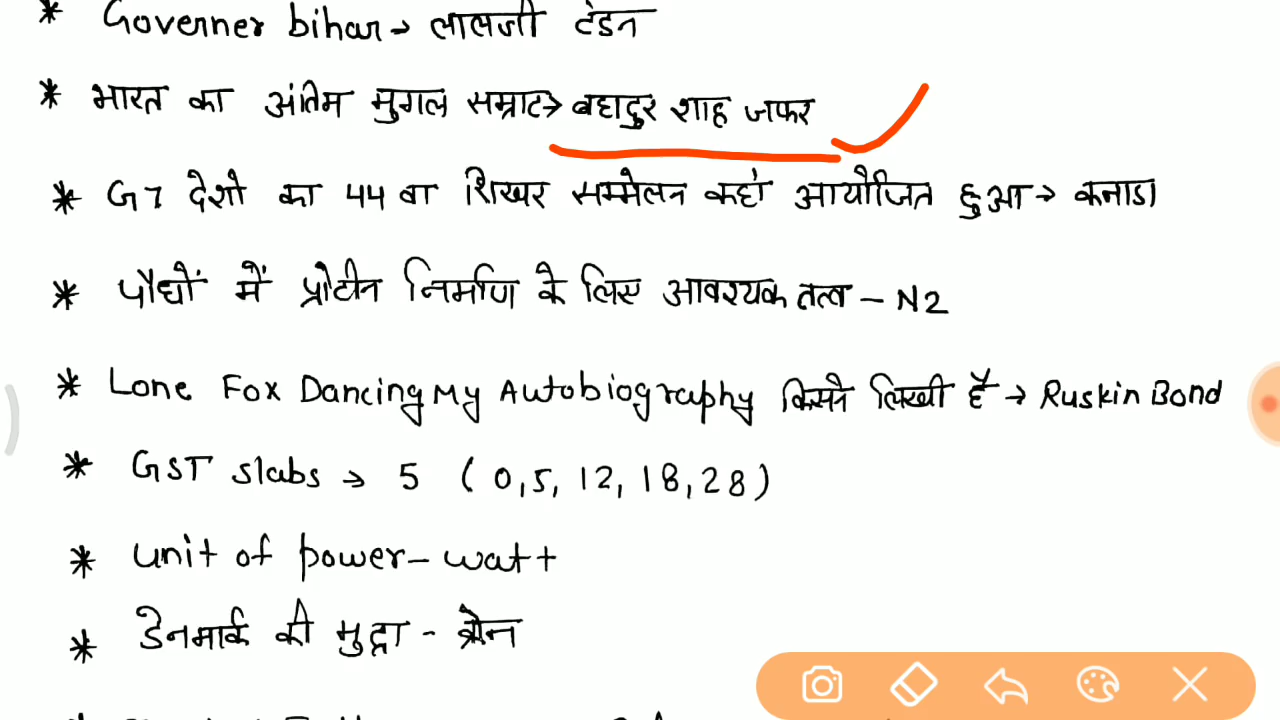 * Governer bihar → लालजी टंडन
* भारत का अंतिम मुगल सम्राट → बहादुर शाह जफर
* G7 देशो का 44 वा शिखर सम्मेलन कहाँ आयोजित हुआ → कनाडा
* पौधों में प्रोटीन निर्माण के लिए आवश्यक तत्व - N2
* Lone Fox Dancing My Autobiography किसने लिखी है → Ruskin Bond
* GST slabs → 5 (0,5,12,18,28)
* unit of power - watt
* डेनमार्क की मुद्रा - क्रोन